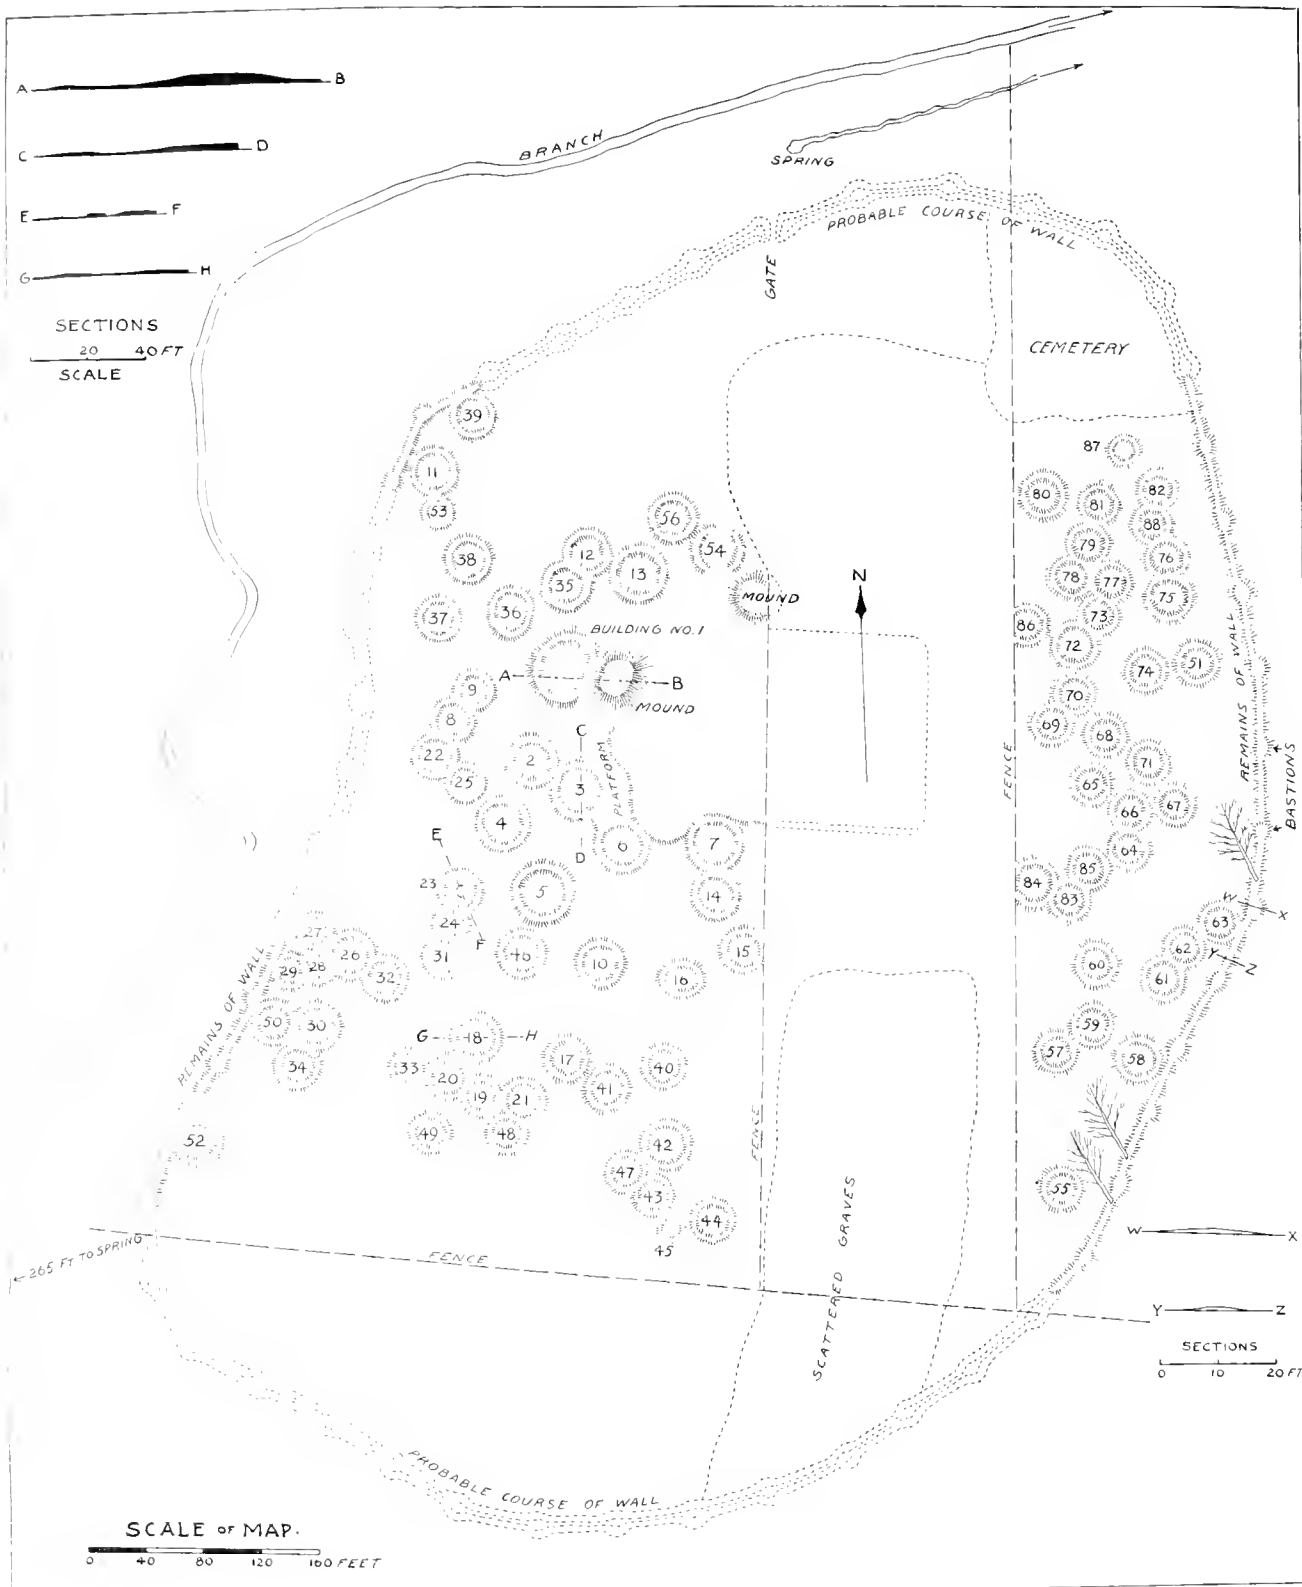 A B
C D
E F
G H
SECTIONS
20 40 FT
SCALE
BRANCH
SPRING
PROBABLE COURSE OF WALL
GATE
CEMETERY
39
11
53
38
37
36
35
12
13
56
54
MOUND
N
BUILDING NO. 1
A B
MOUND
9
8
22
25
2
C
3
D
PLATFORM
4
6
7
E
23
24
F
5
14
15
31
46
10
16
27
26
29
28
32
50
30
34
REMAINS OF WALL
G 18 H
33
20
19
21
17
41
40
49
48
42
47
43
44
45
52
FENCE
FENCE
← 265 FT TO SPRING
SCATTERED GRAVES
FENCE
87
80
81
82
88
79
76
78
77
75
73
86
72
74
51
70
69
68
71
65
66
67
64
85
84
83
REMAINS OF WALL
BASTIONS
W X
63
62
Y Z
60
61
59
57
58
55
W X
Y Z
SECTIONS
0 10 20 FT
PROBABLE COURSE OF WALL
SCALE OF MAP.
0 40 80 120 160 FEET